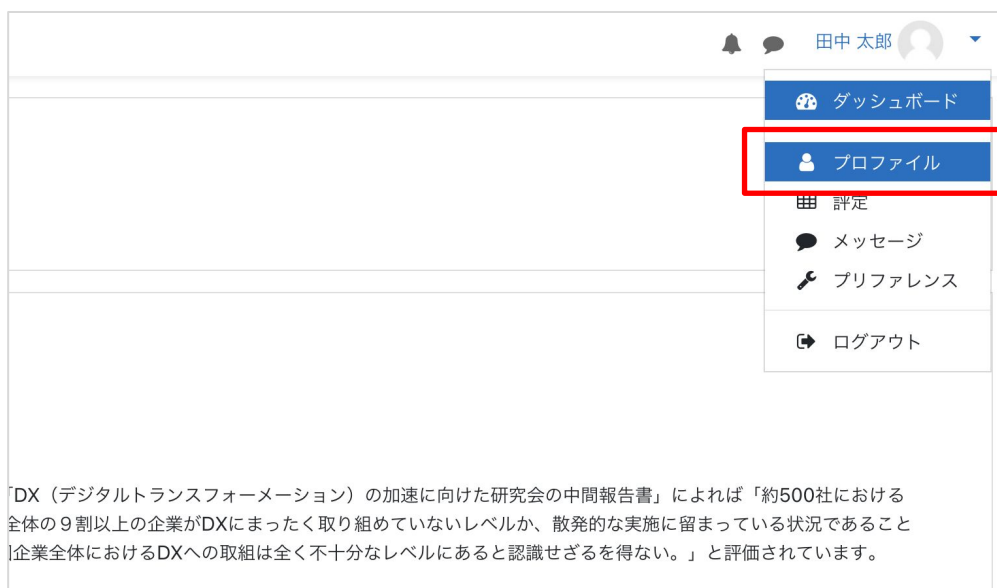 田中 太郎
ダッシュボード
プロファイル
評定
メッセージ
プリファレンス
ログアウト
「DX（デジタルトランスフォーメーション）の加速に向けた研究会の中間報告書」によれば「約500社における
全体の９割以上の企業がDXにまったく取り組めていないレベルか、散発的な実施に留まっている状況であること
企業全体におけるDXへの取組は全く不十分なレベルにあると認識せざるを得ない。」と評価されています。